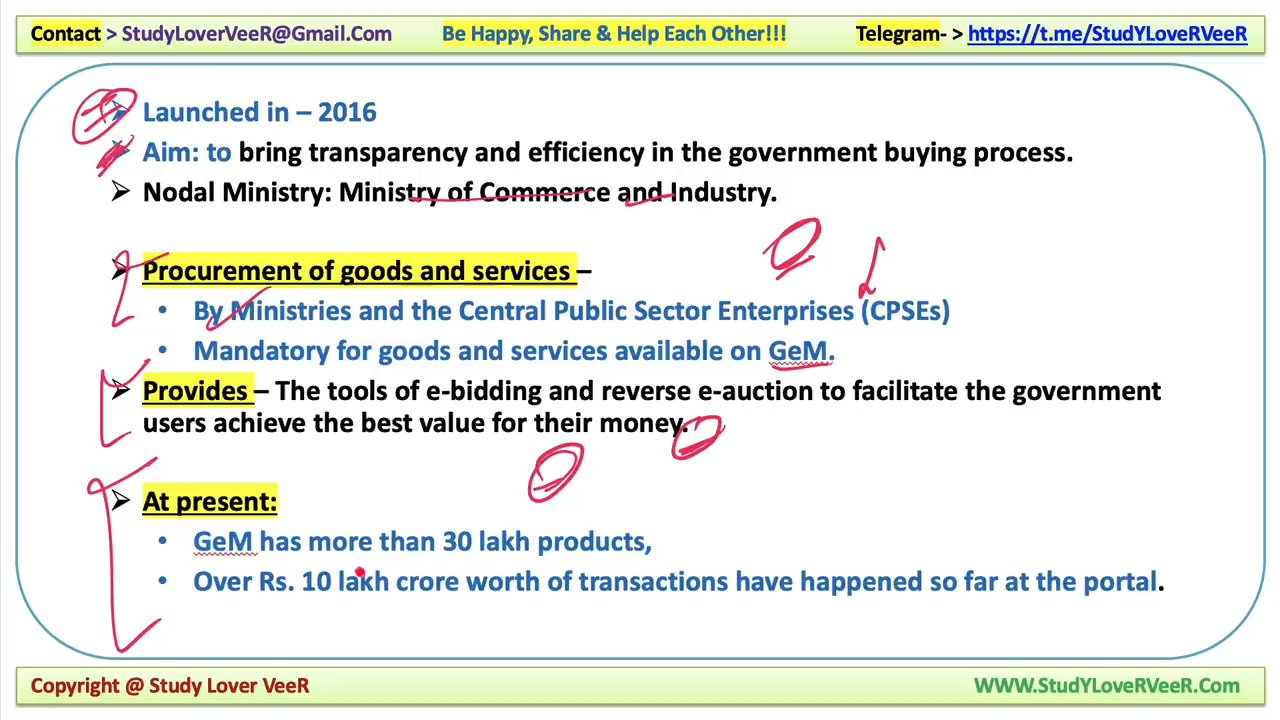 Contact > StudyLoverVeeR@Gmail.Com Be Happy, Share & Help Each Other!!! Telegram- > https://t.me/StudYLoveRVeeR
➢ Launched in – 2016
➢ Aim: to bring transparency and efficiency in the government buying process.
➢ Nodal Ministry: Ministry of Commerce and Industry.
➢ Procurement of goods and services –
• By Ministries and the Central Public Sector Enterprises (CPSEs)
• Mandatory for goods and services available on GeM.
➢ Provides – The tools of e-bidding and reverse e-auction to facilitate the government
users achieve the best value for their money.
➢ At present:
• GeM has more than 30 lakh products,
• Over Rs. 10 lakh crore worth of transactions have happened so far at the portal.
Copyright @ Study Lover VeeR WWW.StudYLoveRVeeR.Com